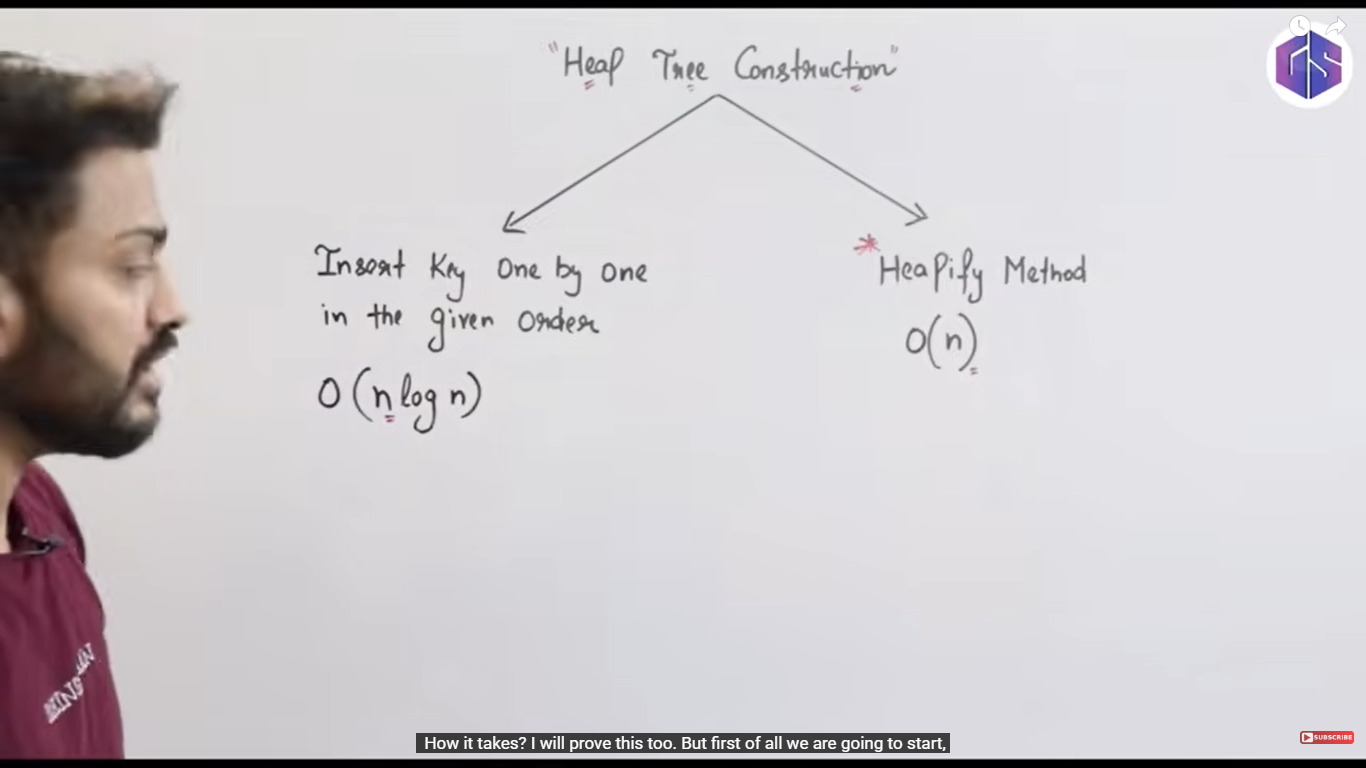 "Heap Tree Construction"
Insert Key One by one
in the given order
O(n log n)
*Heapify Method
O(n)
How it takes? I will prove this too. But first of all we are going to start,
SUBSCRIBE